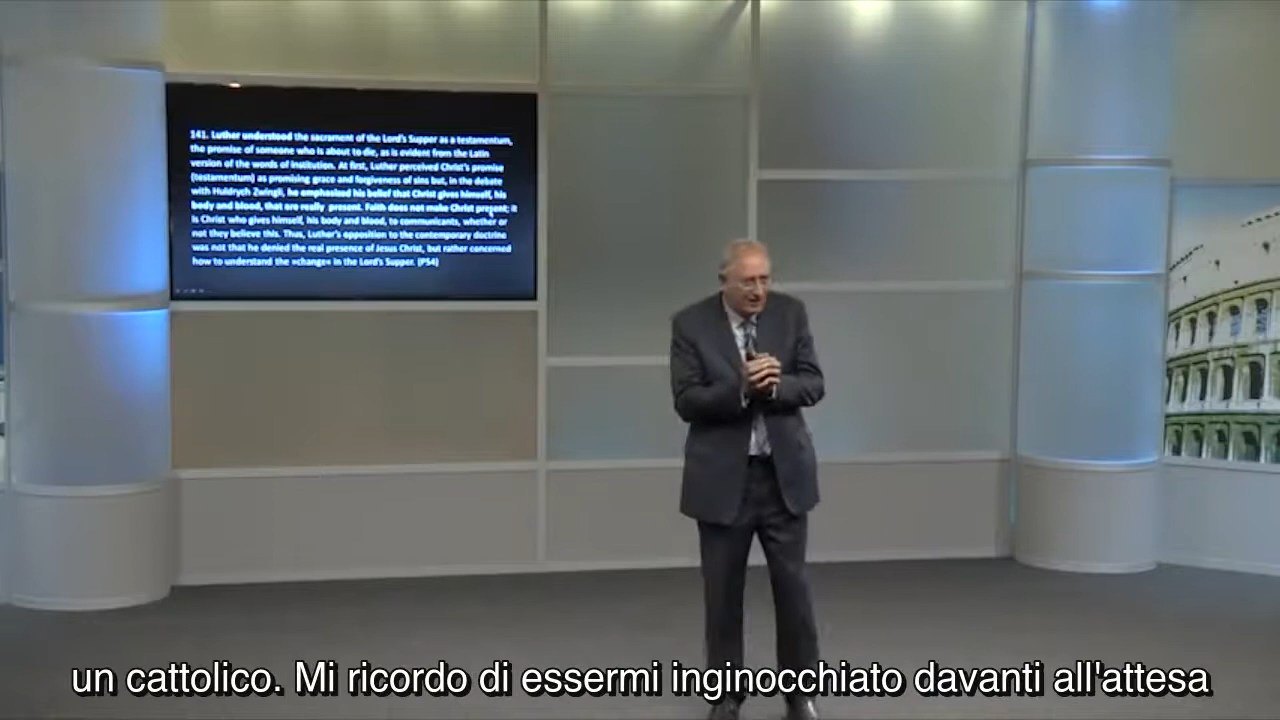 141. Luther understood the sacrament of the Lord's Supper as a testamentum,
the promise of someone who is about to die, as is evident from the Latin
version of the words of institution. At first, Luther perceived Christ's promise
(testamentum) as promising grace and forgiveness of sins but, in the debate
with Huldrych Zwingli, he emphasized his belief that Christ gives himself, his
body and blood, that are really present. Faith does not make Christ present; it
is Christ who gives himself, his body and blood, to communicants, whether or
not they believe this. Thus, Luther's opposition to the contemporary doctrine
was not that he denied the real presence of Jesus Christ, but rather concerned
how to understand the »change« in the Lord's Supper. (P54)
un cattolico. Mi ricordo di essermi inginocchiato davanti all'attesa